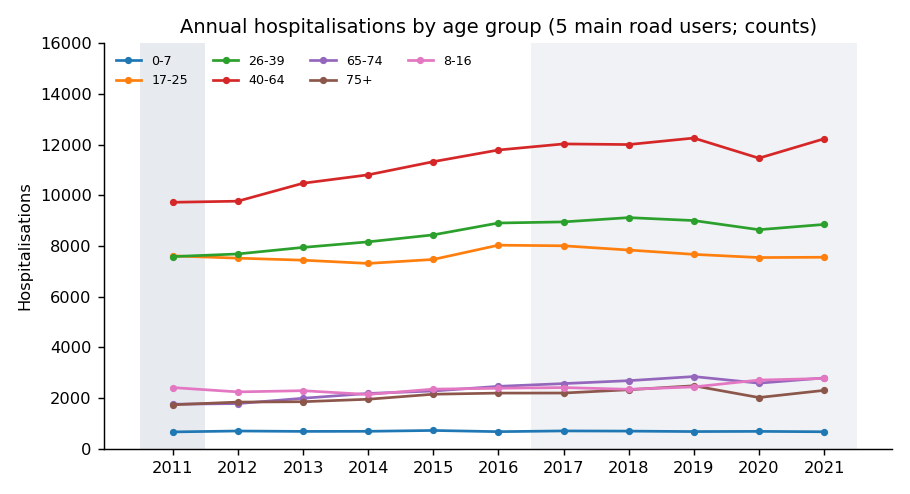 Annual hospitalisations by age group (5 main road users; counts)
0-7 26-39 65-74 8-16
17-25 40-64 75+
Hospitalisations
16000
14000
12000
10000
8000
6000
4000
2000
0
2011 2012 2013 2014 2015 2016 2017 2018 2019 2020 2021